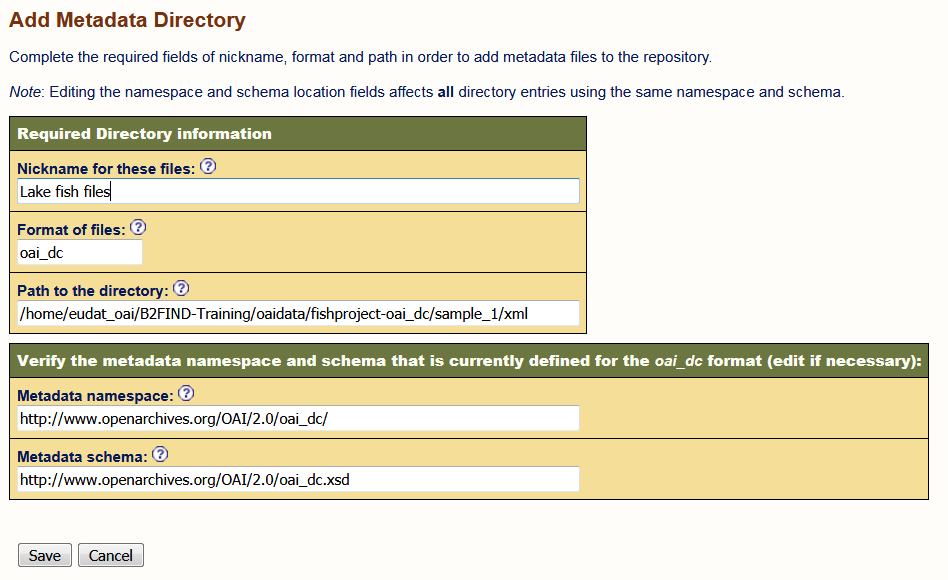 Add Metadata Directory
Complete the required fields of nickname, format and path in order to add metadata files to the repository.
Note: Editing the namespace and schema location fields affects all directory entries using the same namespace and schema.
Required Directory information
Nickname for these files: ?
Lake fish files
Format of files: ?
oai_dc
Path to the directory: ?
/home/eudat_oai/B2FIND-Training/oaidata/fishproject-oai_dc/sample_1/xml
Verify the metadata namespace and schema that is currently defined for the oai_dc format (edit if necessary):
Metadata namespace: ?
http://www.openarchives.org/OAI/2.0/oai_dc/
Metadata schema: ?
http://www.openarchives.org/OAI/2.0/oai_dc.xsd
Save Cancel